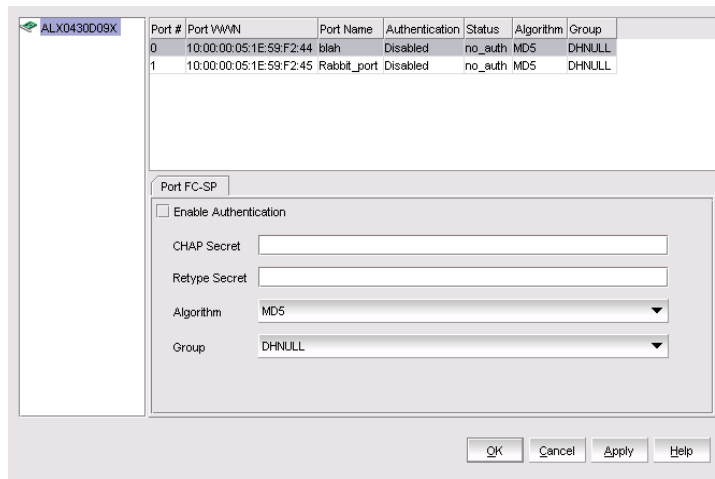 ALX0430D09X
Port # Port WWN Port Name Authentication Status Algorithm Group
0 10:00:00:05:1E:59:F2:44 blah Disabled no_auth MD5 DHNULL
1 10:00:00:05:1E:59:F2:45 Rabbit_port Disabled no_auth MD5 DHNULL
Port FC-SP
Enable Authentication
CHAP Secret
Retype Secret
Algorithm MD5
Group DHNULL
OK Cancel Apply Help